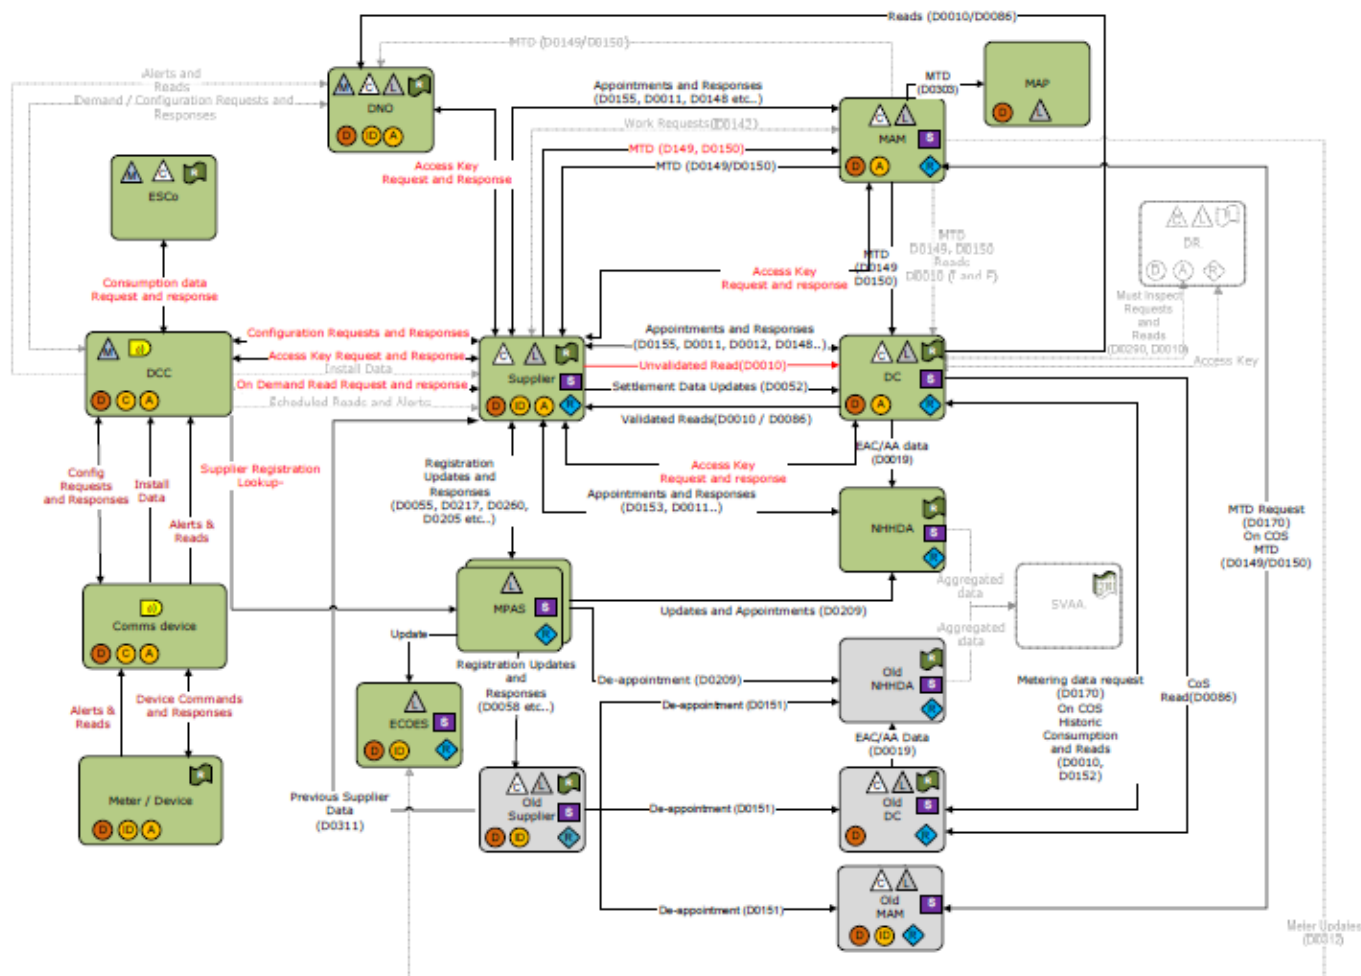 Reads (D0010/D0086)
MTD (D0149/D0150)
Alerts and
Reads
Demand / Configuration Requests and
Responses
M
C
L
R
DNO
D
ID
A
Appointments and Responses
(D0155, D0011, D0148 etc..)
Work Requests(D0142)
MTD (D149, D0150)
MTD (D0149/D0150)
Access Key
Request and Response
C
L
MAM
S
D
A
R
MTD
(D0303)
MAP
D
L
M
C
R
ESCo
Consumption data
Request and response
MTD
(D0149
D0150)
MTD
D0149, D0150
Reads
D0010 (I and F)
Access Key
Request and response
M
C
L
R
DR
D
A
R
Must Inspect
Requests
and
Reads
(D0290, D0010)
Access Key
M
DCC
D
C
A
Configuration Requests and Responses
Access Key Request and Response
Install Data
On Demand Read Request and response
Scheduled Reads and Alerts
C
L
R
Supplier
S
D
ID
A
R
Appointments and Responses
(D0155, D0011, D0012, D0148..)
Unvalidated Read(D0010)
Settlement Data Updates (D0052)
Validated Reads(D0010 / D0086)
C
L
R
DC
S
D
A
R
EAC/AA data
(D0019)
Access Key
Request and response
Appointments and Responses
(D0153, D0011..)
Registration
Updates and
Responses
(D0055, D0217, D0260,
D0205 etc..)
Supplier Registration
Lookup-
Config
Requests
and Responses
Install
Data
Alerts &
Reads
R
NHHDA
S
R
MTD Request
(D0170)
On COS
MTD
(D0149/D0150)
Comms device
D
C
A
L
MPAS
S
R
Updates and Appointments (D0209)
Aggregated
data
Aggregated
data
SVAA
Update
Registration Updates
and
Responses
(D0058 etc..)
De-appointment (D0209)
De-appointment (D0151)
R
Old
NHHDA
S
R
Metering data request
(D0170)
On COS
Historic
Consumption
and Reads
(D0010,
D0152)
CoS
Read(D0086)
Alerts &
Reads
Device Commands
and Responses
L
ECOES
S
D
ID
R
EAC/AA Data
(D0019)
R
Meter / Device
D
ID
A
Previous Supplier
Data
(D0311)
C
L
R
Old
Supplier
S
D
ID
R
De-appointment (D0151)
C
L
R
Old
DC
S
D
R
De-appointment (D0151)
C
L
Old
MAM
S
D
ID
R
Meter Updates
(D0312)